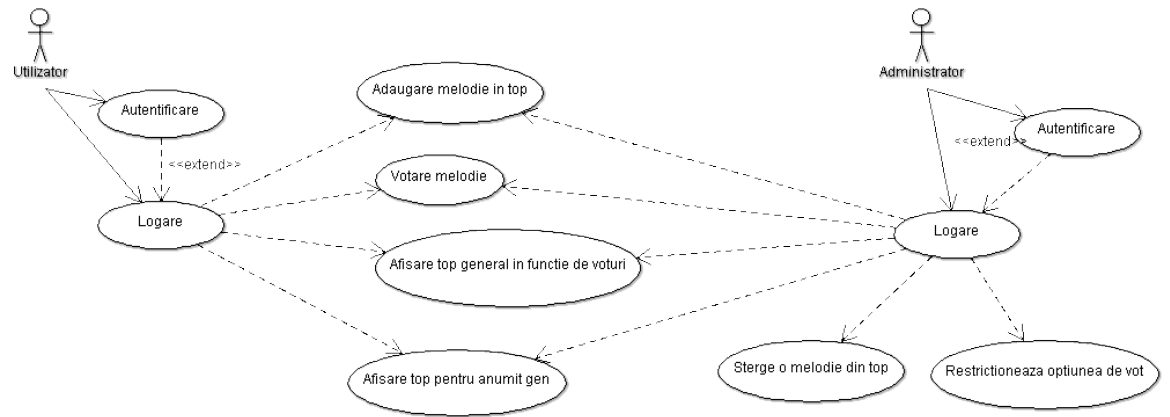 Utilizator
Administrator
Adaugare melodie in top
Autentificare
Autentificare
<<extend>>
<<extend>>
Votare melodie
Logare
Logare
Afisare top general in functie de voturi
Sterge o melodie din top
Restrictioneaza optiunea de vot
Afisare top pentru anumit gen